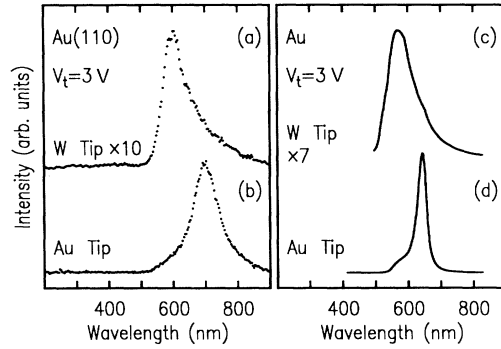 Intensity (arb. units)
Au(110)
(a)
V_t=3 V
W Tip ×10
(b)
Au Tip
400 600 800
Wavelength (nm)
Au
(c)
V_t=3 V
W Tip
×7
(d)
Au Tip
400 600 800
Wavelength (nm)